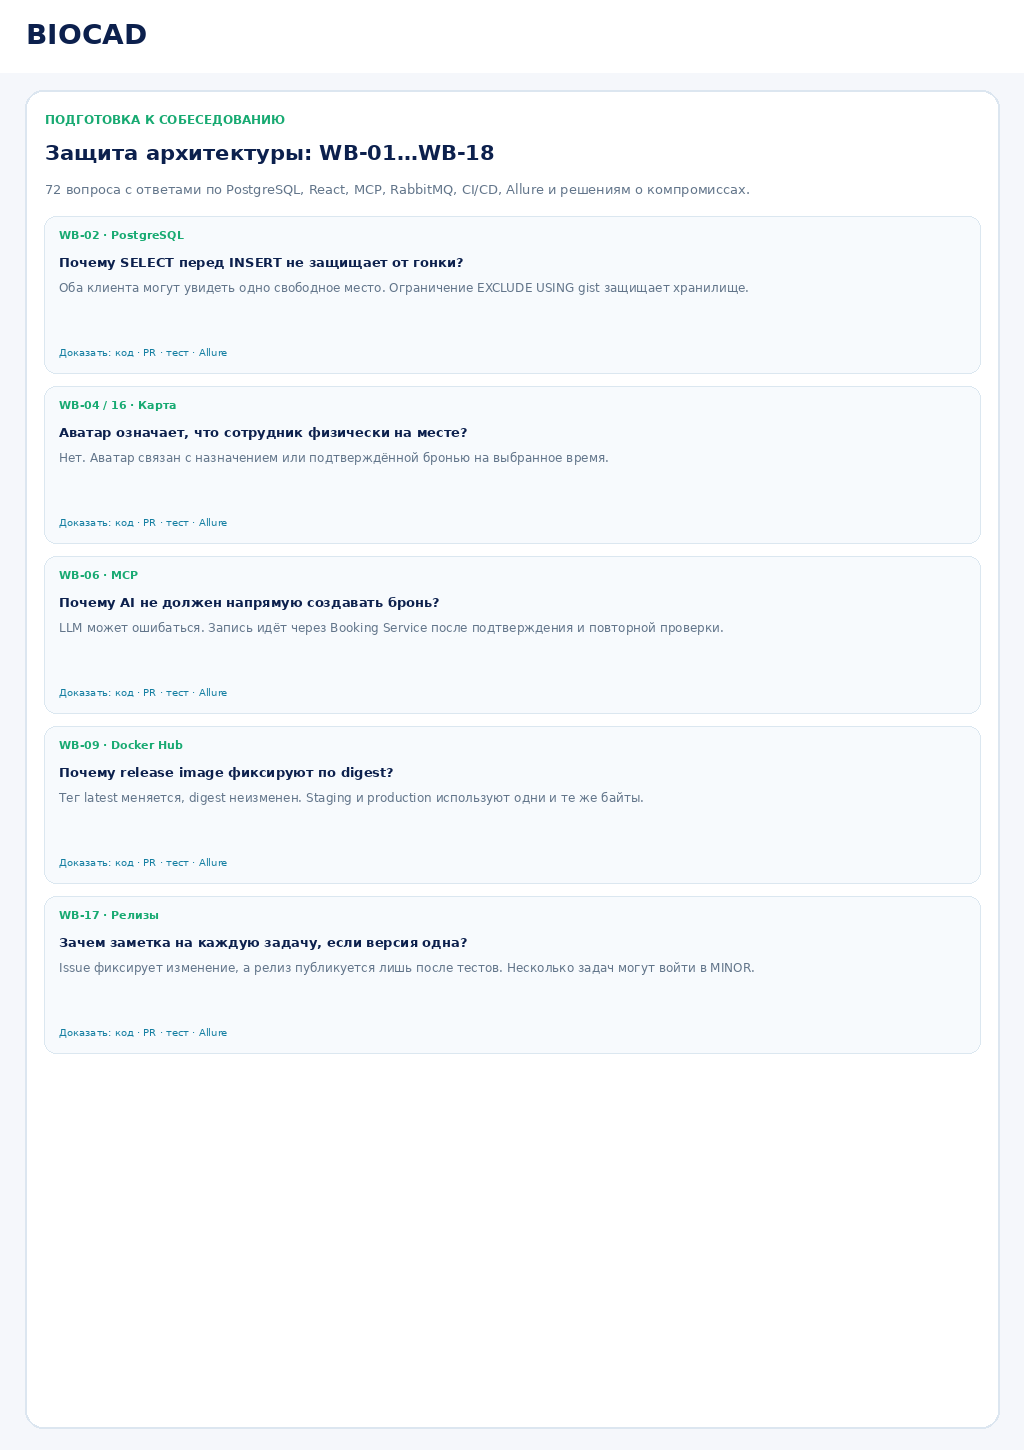 BIOCAD
ПОДГОТОВКА К СОБЕСЕДОВАНИЮ
Защита архитектуры: WB-01…WB-18
72 вопроса с ответами по PostgreSQL, React, MCP, RabbitMQ, CI/CD, Allure и решениям о компромиссах.
WB-02 · PostgreSQL
Почему SELECT перед INSERT не защищает от гонки?
Оба клиента могут увидеть одно свободное место. Ограничение EXCLUDE USING gist защищает хранилище.
Доказать: код · PR · тест · Allure
WB-04 / 16 · Карта
Аватар означает, что сотрудник физически на месте?
Нет. Аватар связан с назначением или подтверждённой бронью на выбранное время.
Доказать: код · PR · тест · Allure
WB-06 · MCP
Почему AI не должен напрямую создавать бронь?
LLM может ошибаться. Запись идёт через Booking Service после подтверждения и повторной проверки.
Доказать: код · PR · тест · Allure
WB-09 · Docker Hub
Почему release image фиксируют по digest?
Тег latest меняется, digest неизменен. Staging и production используют одни и те же байты.
Доказать: код · PR · тест · Allure
WB-17 · Релизы
Зачем заметка на каждую задачу, если версия одна?
Issue фиксирует изменение, а релиз публикуется лишь после тестов. Несколько задач могут войти в MINOR.
Доказать: код · PR · тест · Allure